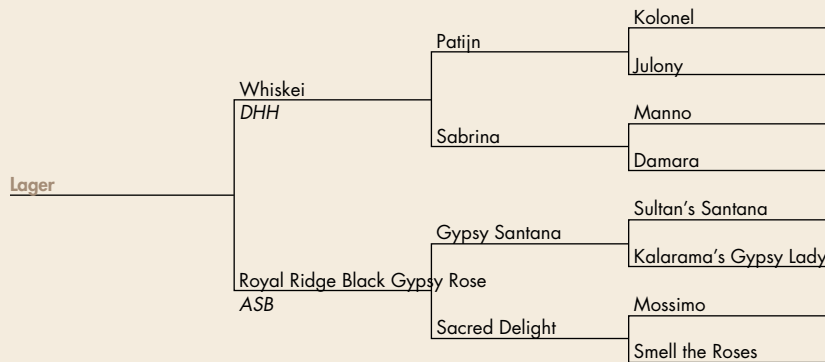 Kolonel
Patijn
Julony
Whiskei
DHH
Manno
Sabrina
Damara
Lager
Sultan's Santana
Gypsy Santana
Kalarama's Gypsy Lady
Royal Ridge Black Gypsy Rose
ASB
Mossimo
Sacred Delight
Smell the Roses